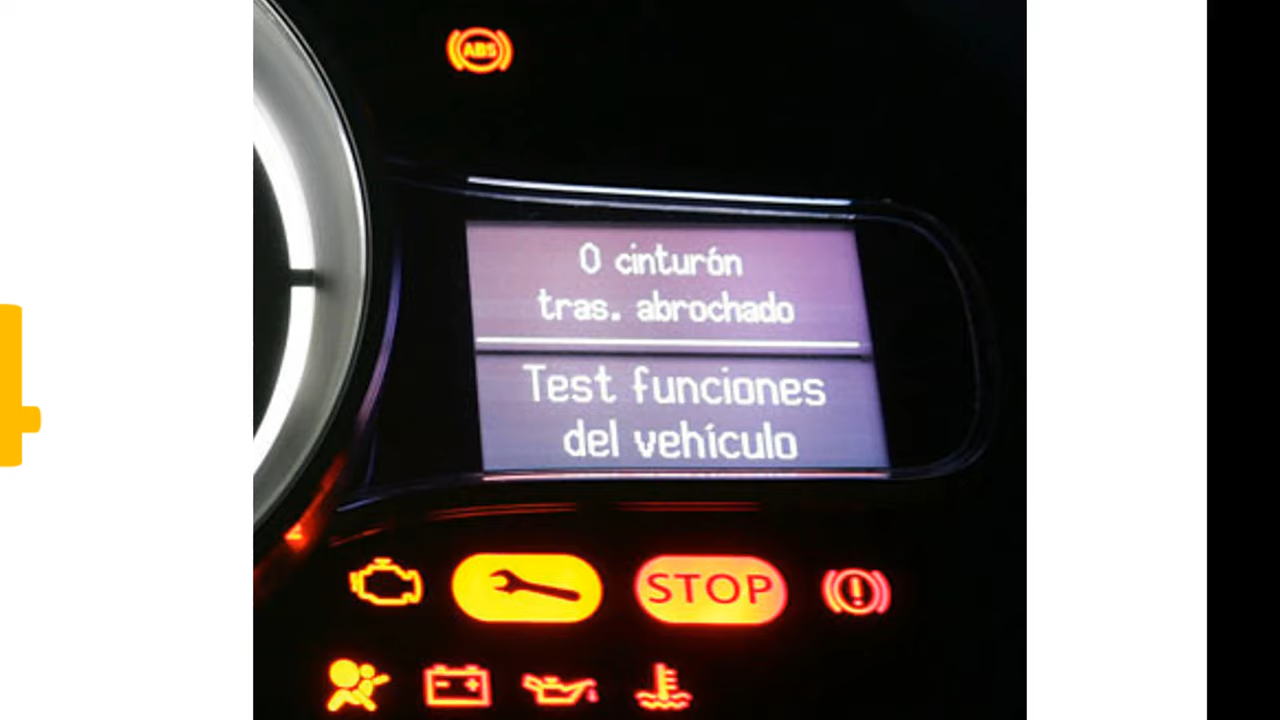 ABS
0 cinturón
tras. abrochado
Test funciones
del vehículo
STOP